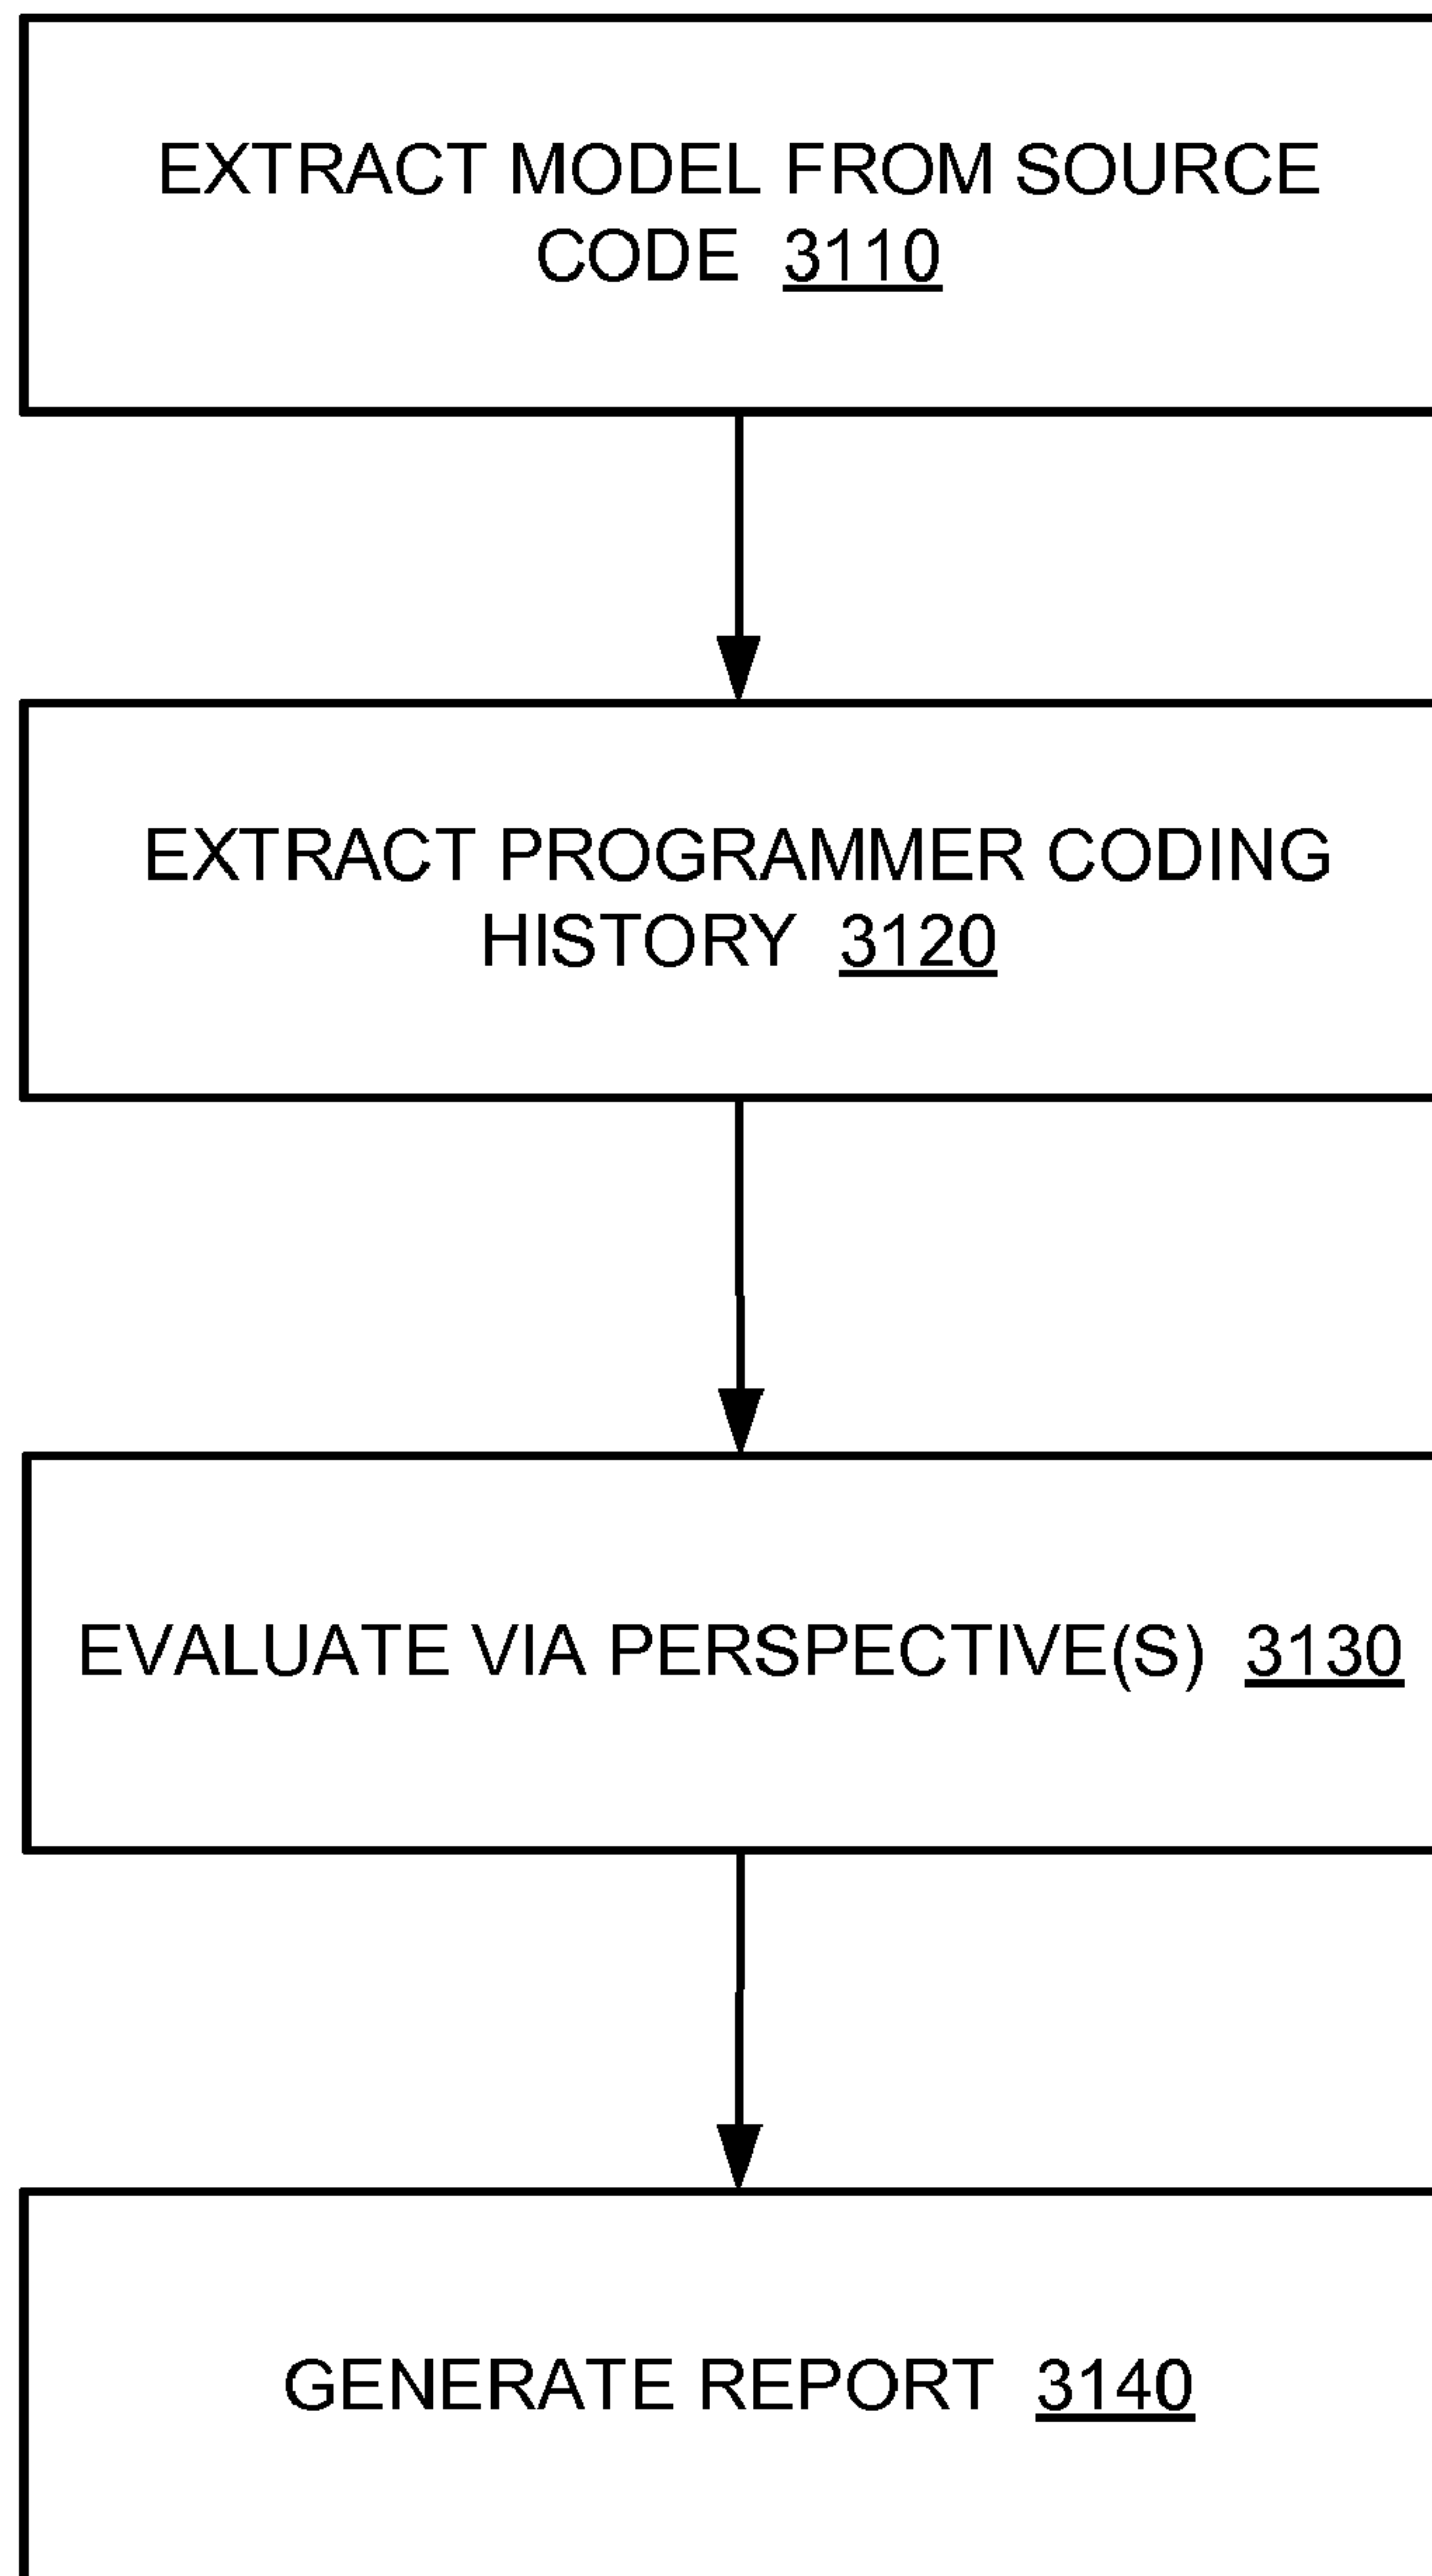 EXTRACT MODEL FROM SOURCE
CODE 3110
EXTRACT PROGRAMMER CODING
HISTORY 3120
EVALUATE VIA PERSPECTIVE(S) 3130
GENERATE REPORT 3140